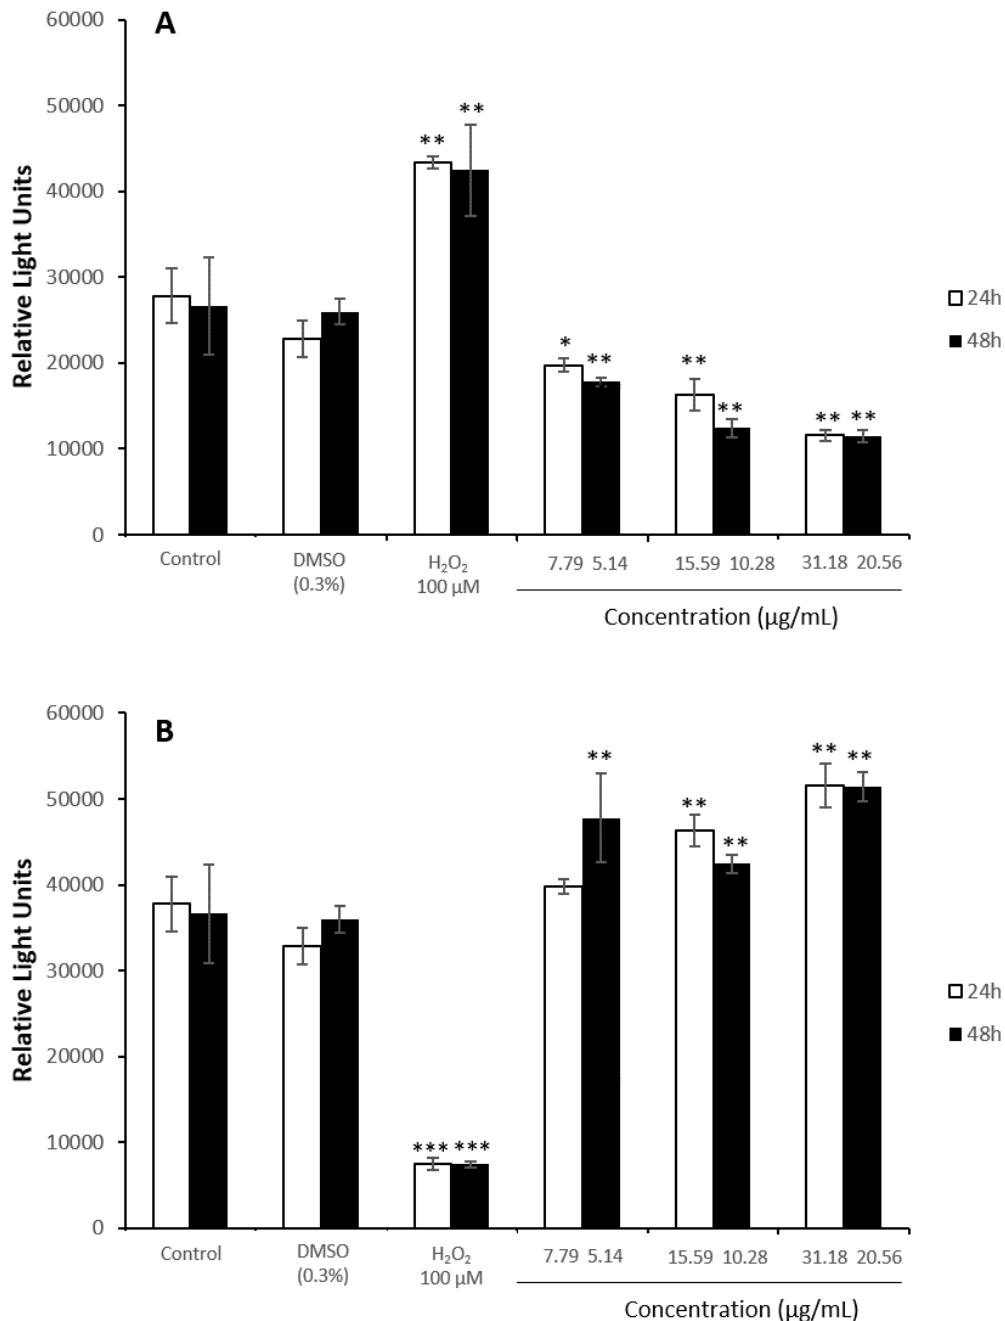 A
60000
50000
40000
30000
20000
10000
0
Relative Light Units
** **
* ** ** ** ** **
24h
48h
Control DMSO H₂O₂ 7.79 5.14 15.59 10.28 31.18 20.56
(0.3%) 100 µM
Concentration (µg/mL)
B
60000
50000
40000
30000
20000
10000
0
Relative Light Units
*** ***
** ** ** ** **
24h
48h
Control DMSO H₂O₂ 7.79 5.14 15.59 10.28 31.18 20.56
(0.3%) 100 µM
Concentration (µg/mL)